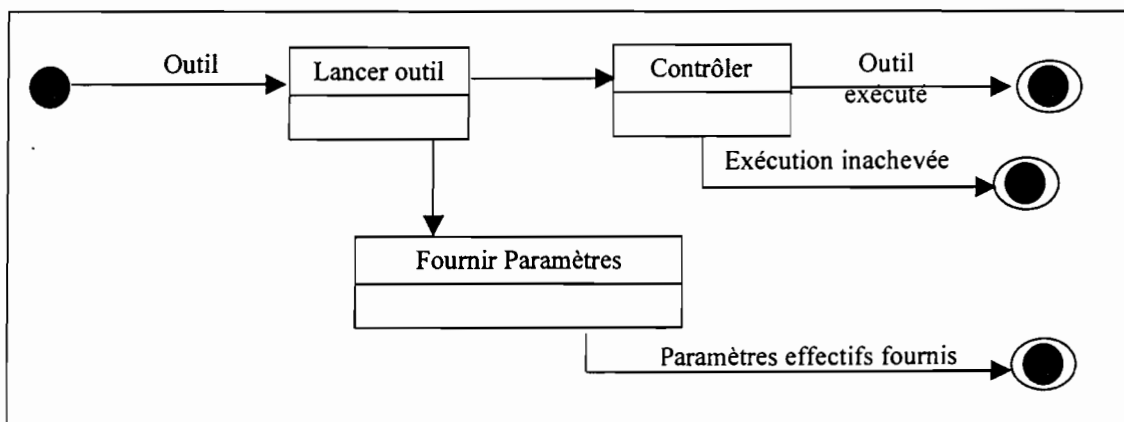 Outil
Lancer outil
Contrôler
Outil
exécuté
Exécution inachevée
Fournir Paramètres
Paramètres effectifs fournis